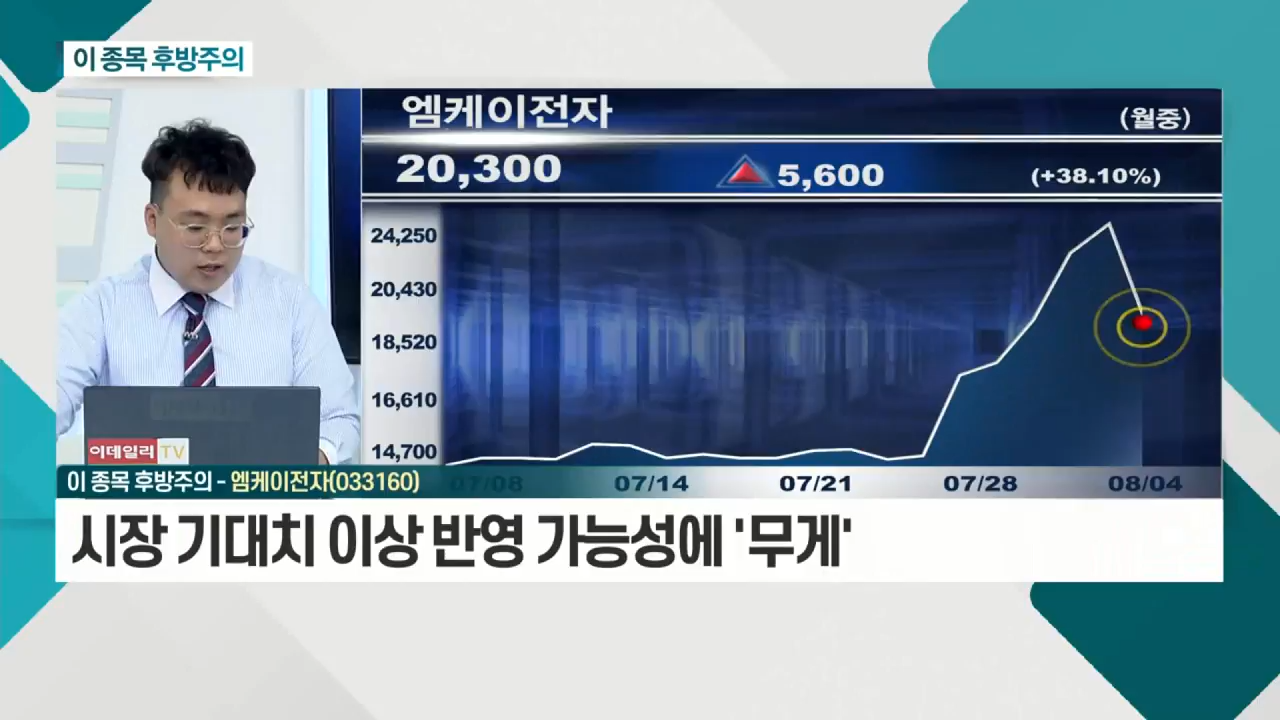 이 종목 후방주의
엠케이전자
(월중)
20,300
5,600
(+38.10%)
24,250
20,430
18,520
16,610
14,700
07/08
07/14
07/21
07/28
08/04
이데일리 TV
이 종목 후방주의 - 엠케이전자(033160)
시장 기대치 이상 반영 가능성에 '무게'